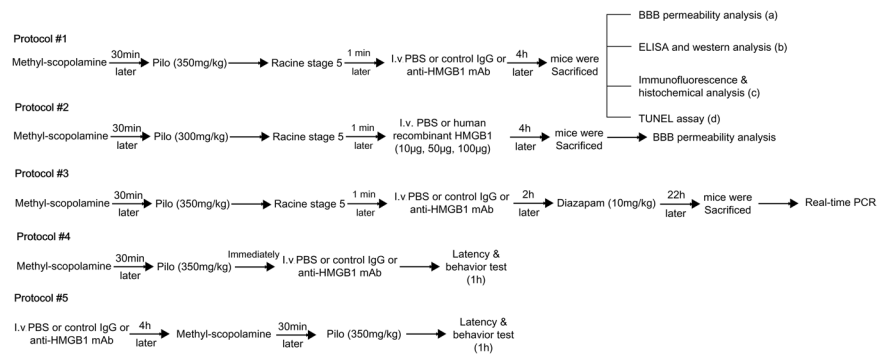 Protocol #1
Methyl-scopolamine 30min later Pilo (350mg/kg) Racine stage 5 1 min later I.v PBS or control IgG or anti-HMGB1 mAb 4h later mice were Sacrificed
BBB permeability analysis (a)
ELISA and western analysis (b)
Immunofluorescence &
histochemical analysis (c)
TUNEL assay (d)
Protocol #2
Methyl-scopolamine 30min later Pilo (300mg/kg) Racine stage 5 1 min later I.v. PBS or human recombinant HMGB1 (10μg, 50μg, 100μg) 4h later mice were Sacrificed BBB permeability analysis
Protocol #3
Methyl-scopolamine 30min later Pilo (350mg/kg) Racine stage 5 1 min later I.v PBS or control IgG or anti-HMGB1 mAb 2h later Diazapam (10mg/kg) 22h later mice were Sacrificed Real-time PCR
Protocol #4
Methyl-scopolamine 30min later Pilo (350mg/kg) Immediately I.v PBS or control IgG or anti-HMGB1 mAb Latency & behavior test (1h)
Protocol #5
I.v PBS or control IgG or anti-HMGB1 mAb 4h later Methyl-scopolamine 30min later Pilo (350mg/kg) Latency & behavior test (1h)